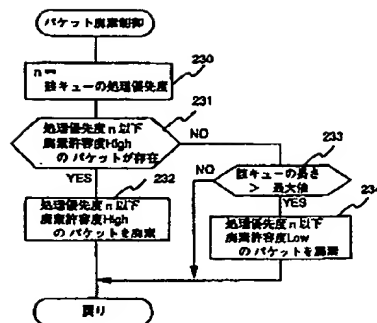 パケット廃棄制御
230
n ←
該キューの処理優先度
231
処理優先度 n 以下
廃棄許容度High
のパケットが存在
NO
YES
232
処理優先度 n 以下
廃棄許容度High
のパケットを廃棄
233
該キューの長さ
> 最大値
NO
YES
234
処理優先度 n 以下
廃棄許容度Low
のパケットを廃棄
戻り